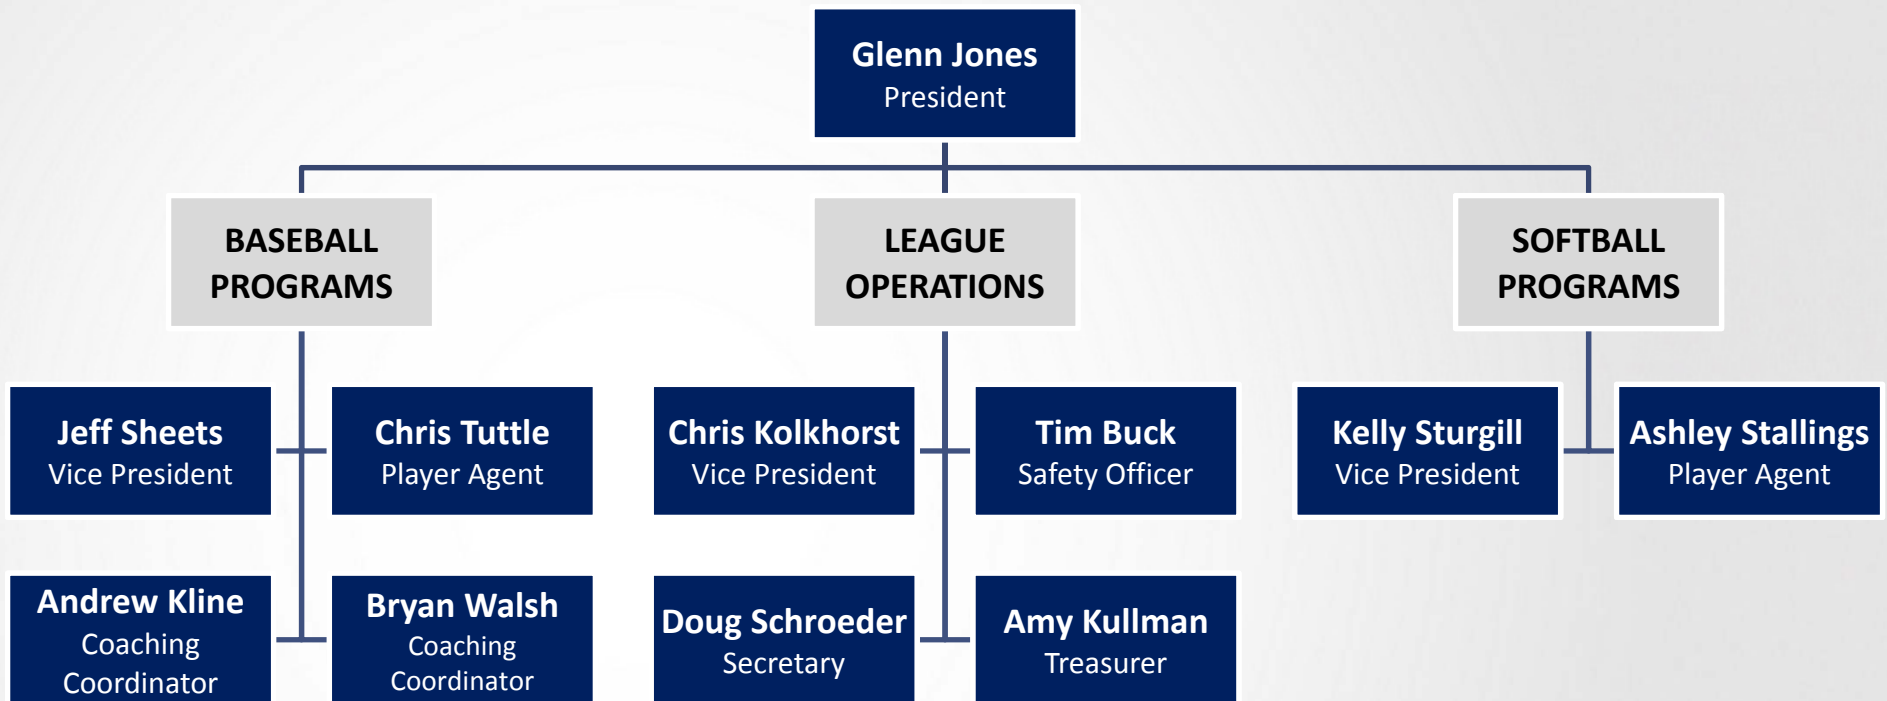 Glenn Jones
President
BASEBALL
PROGRAMS
LEAGUE
OPERATIONS
SOFTBALL
PROGRAMS
Jeff Sheets
Vice President
Chris Tuttle
Player Agent
Chris Kolkhorst
Vice President
Tim Buck
Safety Officer
Kelly Sturgill
Vice President
Ashley Stallings
Player Agent
Andrew Kline
Coaching
Coordinator
Bryan Walsh
Coaching
Coordinator
Doug Schroeder
Secretary
Amy Kullman
Treasurer